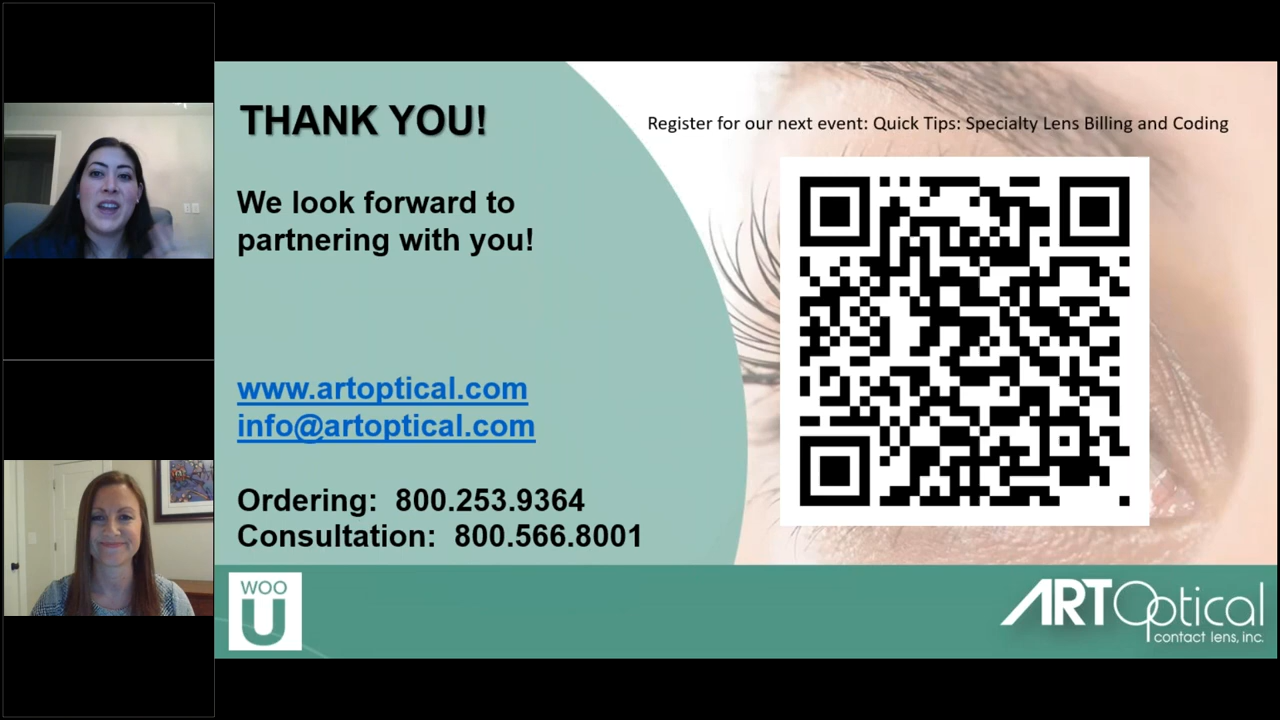 THANK YOU!
Register for our next event: Quick Tips: Specialty Lens Billing and Coding
We look forward to
partnering with you!
www.artoptical.com
info@artoptical.com
Ordering: 800.253.9364
Consultation: 800.566.8001
WOO
U
ART Optical
contact lens, inc.